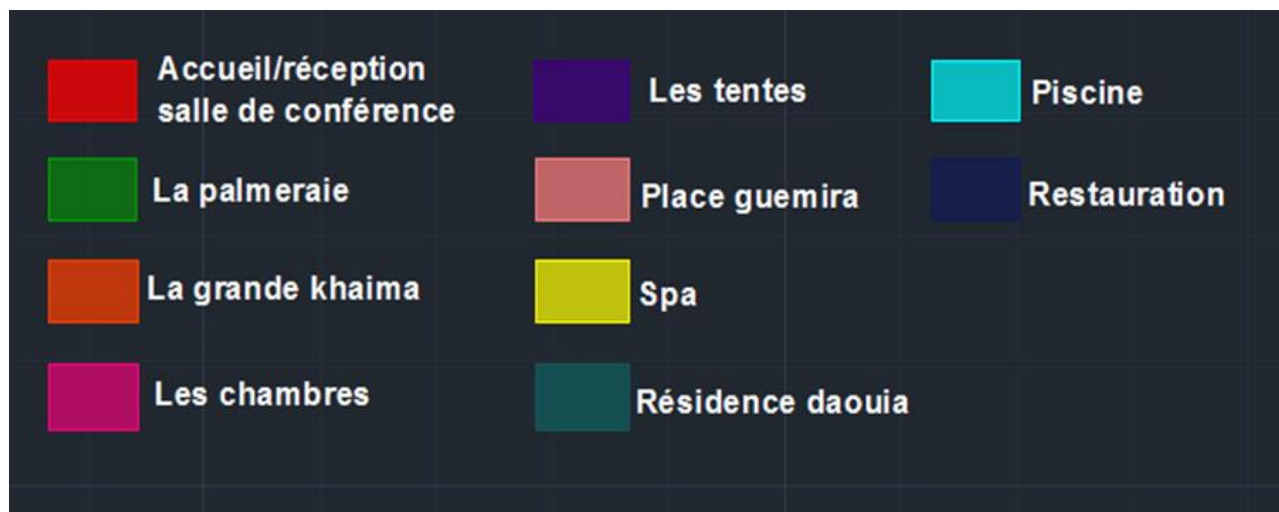 Accueil/réception
salle de conférence
La palmeraie
La grande khaima
Les chambres
Les tentes
Place guemira
Spa
Résidence daouia
Piscine
Restauration